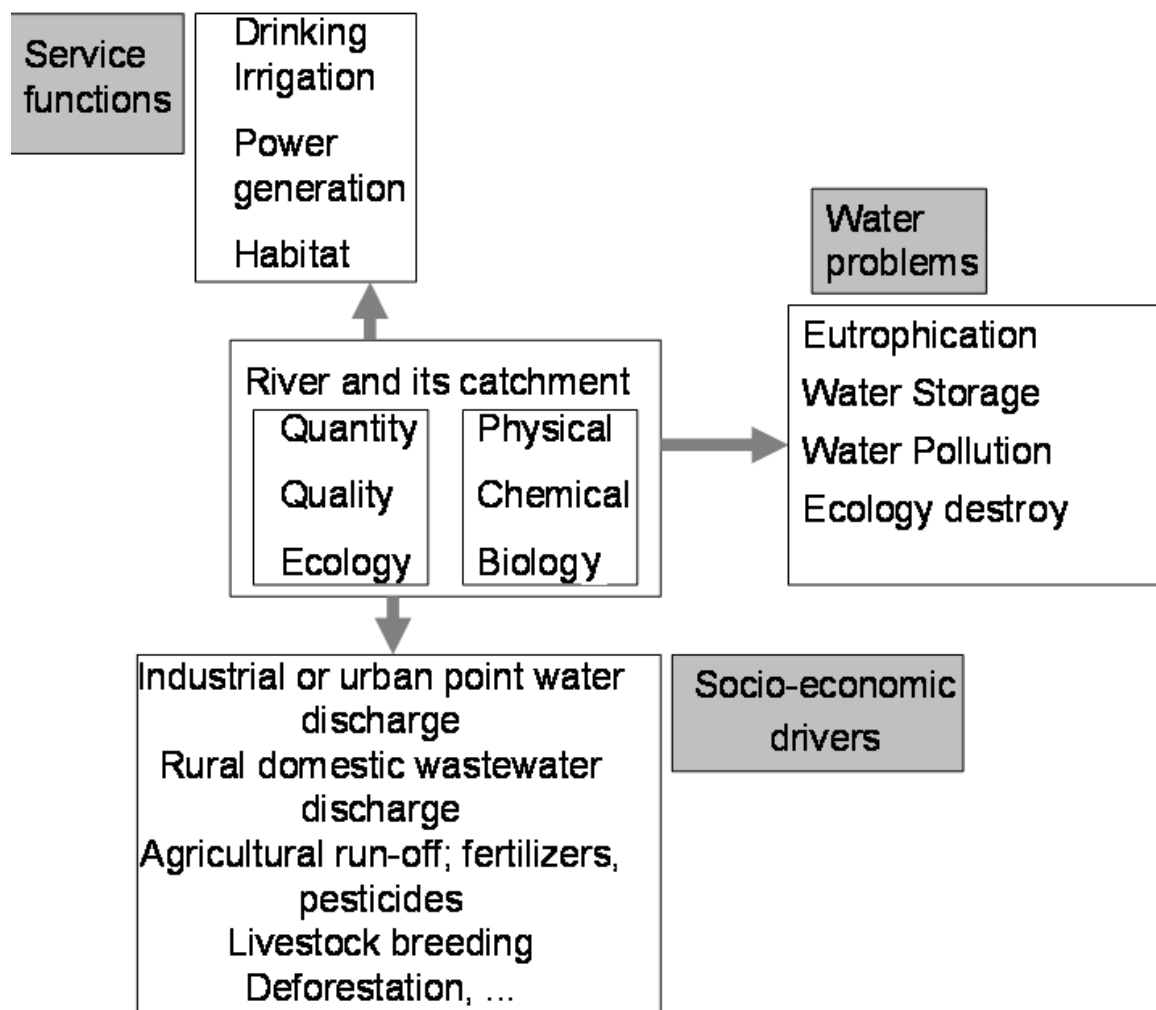 Service
functions
Drinking
Irrigation
Power
generation
Habitat
Water
problems
Eutrophication
Water Storage
Water Pollution
Ecology destroy
River and its catchment
Quantity
Quality
Ecology
Physical
Chemical
Biology
Industrial or urban point water
discharge
Rural domestic wastewater
discharge
Agricultural run-off; fertilizers,
pesticides
Livestock breeding
Deforestation, ...
Socio-economic
drivers